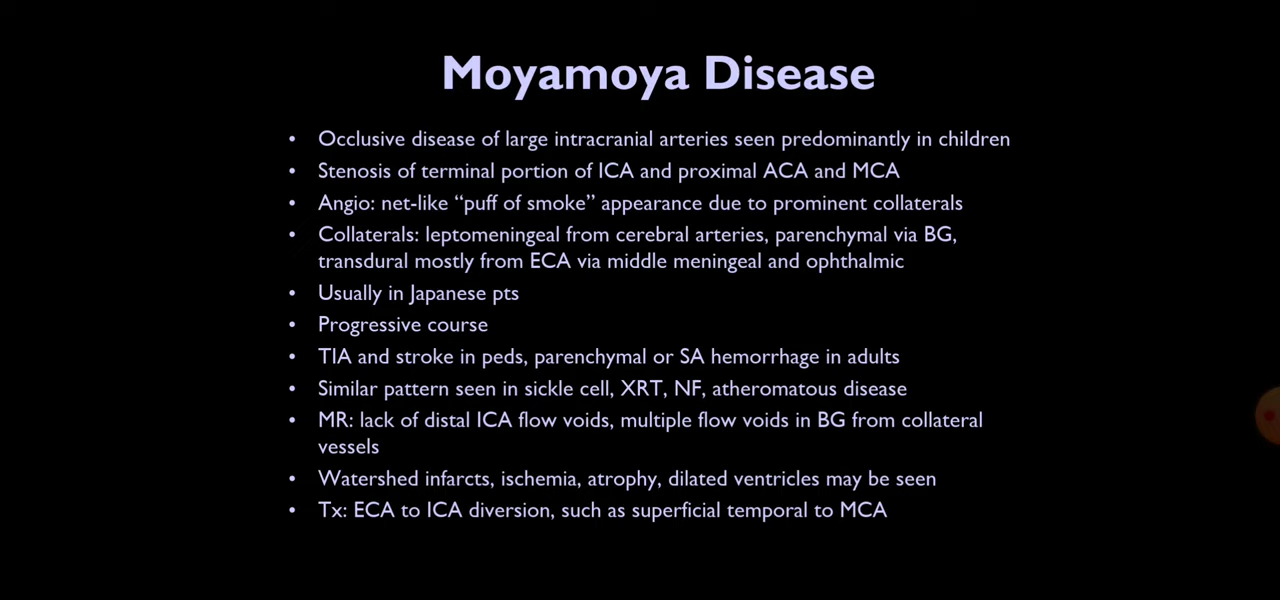 Moyamoya Disease
• Occlusive disease of large intracranial arteries seen predominantly in children
• Stenosis of terminal portion of ICA and proximal ACA and MCA
• Angio: net-like “puff of smoke” appearance due to prominent collaterals
• Collaterals: leptomeningeal from cerebral arteries, parenchymal via BG,
transdural mostly from ECA via middle meningeal and ophthalmic
• Usually in Japanese pts
• Progressive course
• TIA and stroke in peds, parenchymal or SA hemorrhage in adults
• Similar pattern seen in sickle cell, XRT, NF, atheromatous disease
• MR: lack of distal ICA flow voids, multiple flow voids in BG from collateral
vessels
• Watershed infarcts, ischemia, atrophy, dilated ventricles may be seen
• Tx: ECA to ICA diversion, such as superficial temporal to MCA